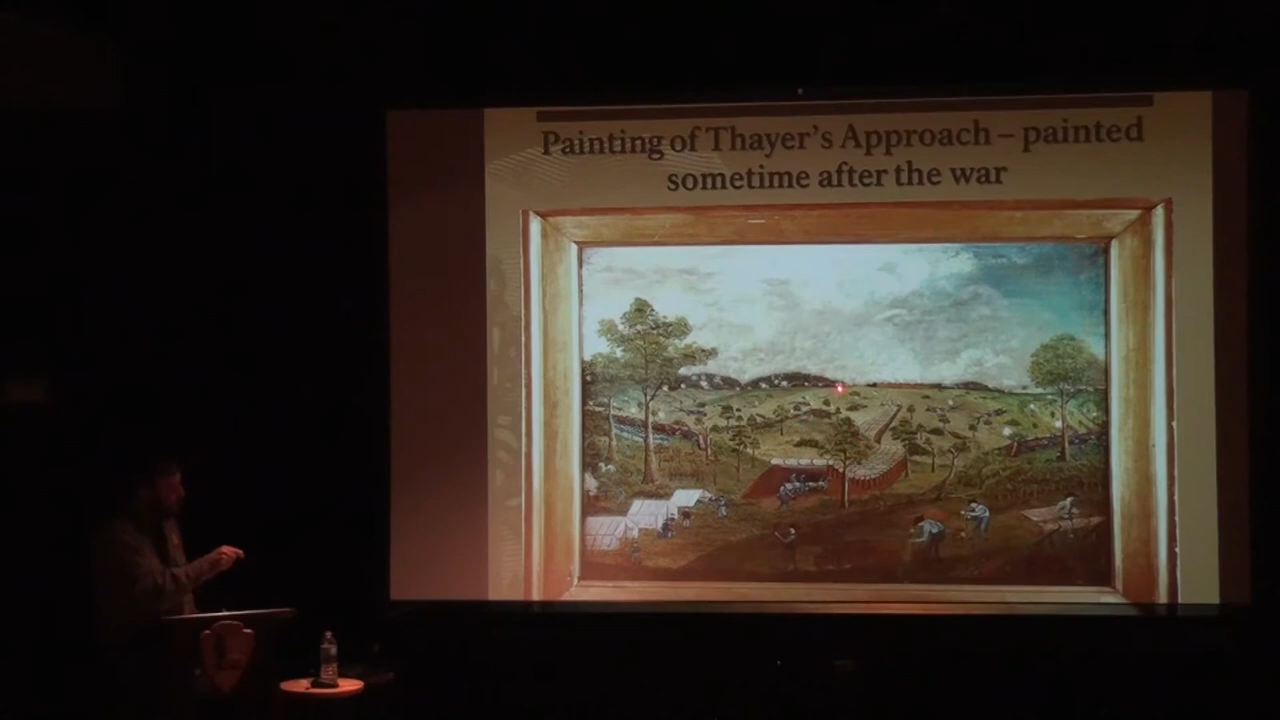 Painting of Thayer's Approach – painted
sometime after the war